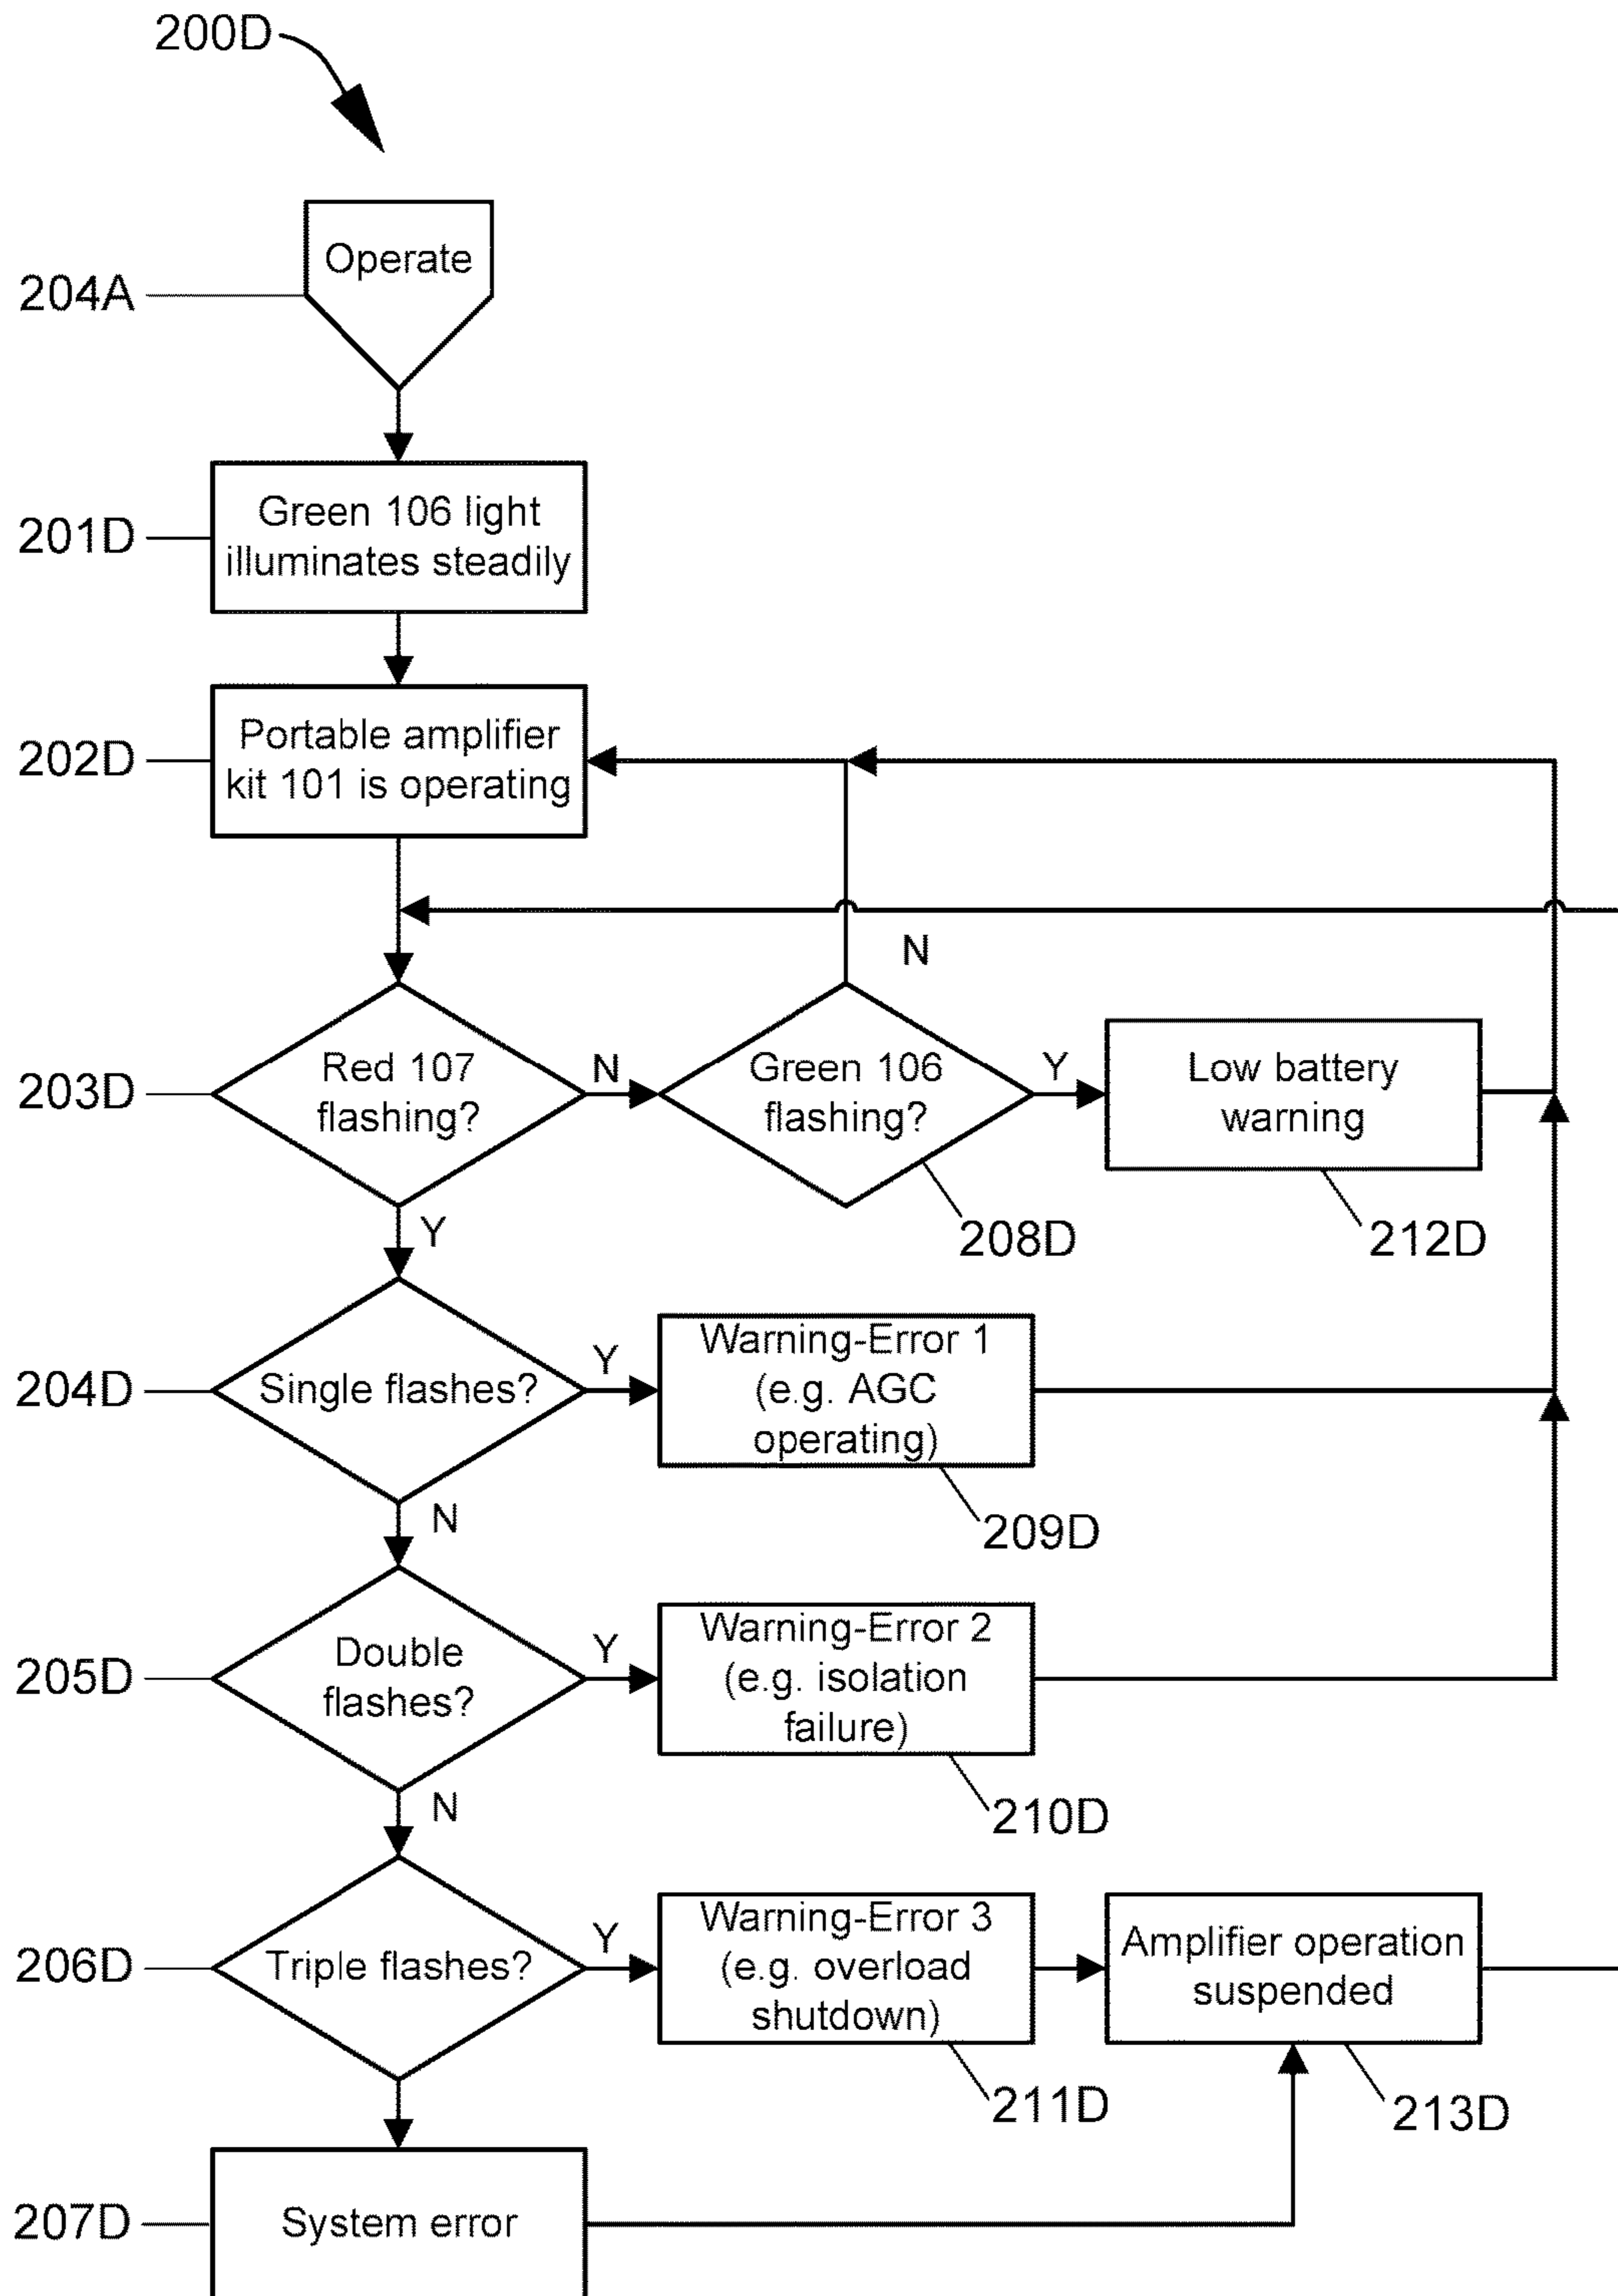 200D
Operate
204A
Green 106 light
illuminates steadily
201D
Portable amplifier
kit 101 is operating
202D
N
Red 107
flashing?
203D
N
Green 106
flashing?
208D
Y
Low battery
warning
212D
Y
Single flashes?
204D
Y
Warning-Error 1
(e.g. AGC
operating)
209D
N
Double
flashes?
205D
Y
Warning-Error 2
(e.g. isolation
failure)
210D
N
Triple flashes?
206D
Y
Warning-Error 3
(e.g. overload
shutdown)
211D
Amplifier operation
suspended
213D
System error
207D